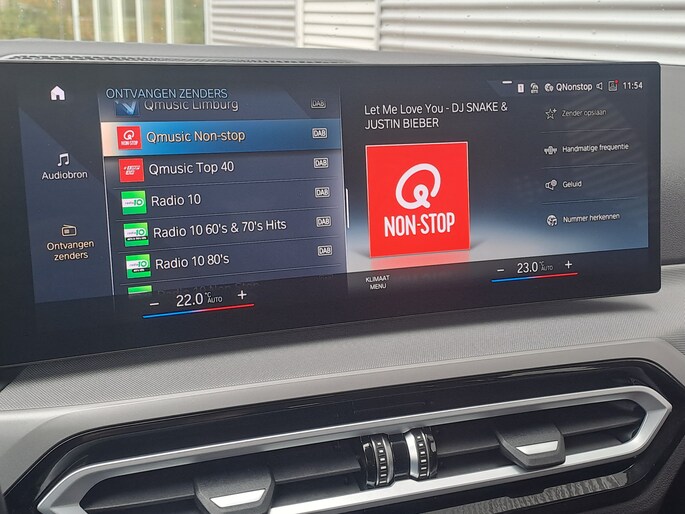 ONTVANGEN ZENDERS
QNonstop
11:54
Qmusic Limburg
DAB
Qmusic Non-stop
DAB
NON-STOP
Qmusic Top 40
DAB
Radio 10
DAB
Radio 10 60's & 70's Hits
DAB
Radio 10 80's
DAB
Audiobron
Ontvangen
zenders
Let Me Love You - DJ SNAKE &
JUSTIN BIEBER
NON-STOP
Zender opslaan
Handmatige frequentie
Geluid
Nummer herkennen
KLIMAAT
MENU
− 22.0 °C AUTO +
− 23.0 °C AUTO +